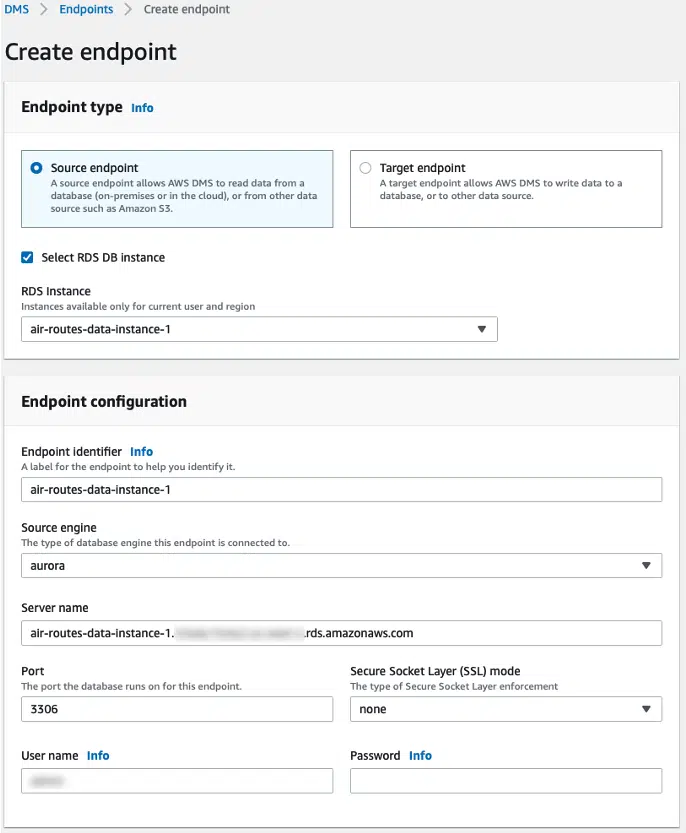 DMS > Endpoints > Create endpoint
Create endpoint
Endpoint type Info
Source endpoint
A source endpoint allows AWS DMS to read data from a
database (on-premises or in the cloud), or from other data
source such as Amazon S3.
Target endpoint
A target endpoint allows AWS DMS to write data to a
database, or to other data source.
Select RDS DB instance
RDS Instance
Instances available only for current user and region
air-routes-data-instance-1
Endpoint configuration
Endpoint identifier Info
A label for the endpoint to help you identify it.
air-routes-data-instance-1
Source engine
The type of database engine this endpoint is connected to.
aurora
Server name
air-routes-data-instance-1. .rds.amazonaws.com
Port
The port the database runs on for this endpoint.
3306
Secure Socket Layer (SSL) mode
The type of Secure Socket Layer enforcement
none
User name Info
Password Info